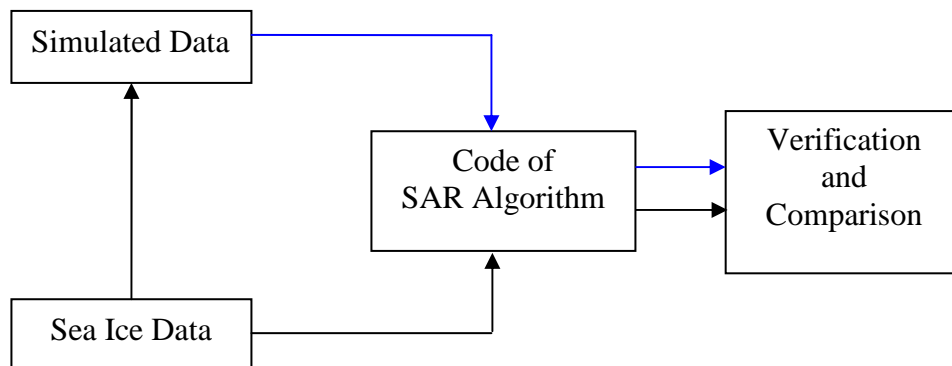 Simulated Data
Code of
SAR Algorithm
Verification
and
Comparison
Sea Ice Data